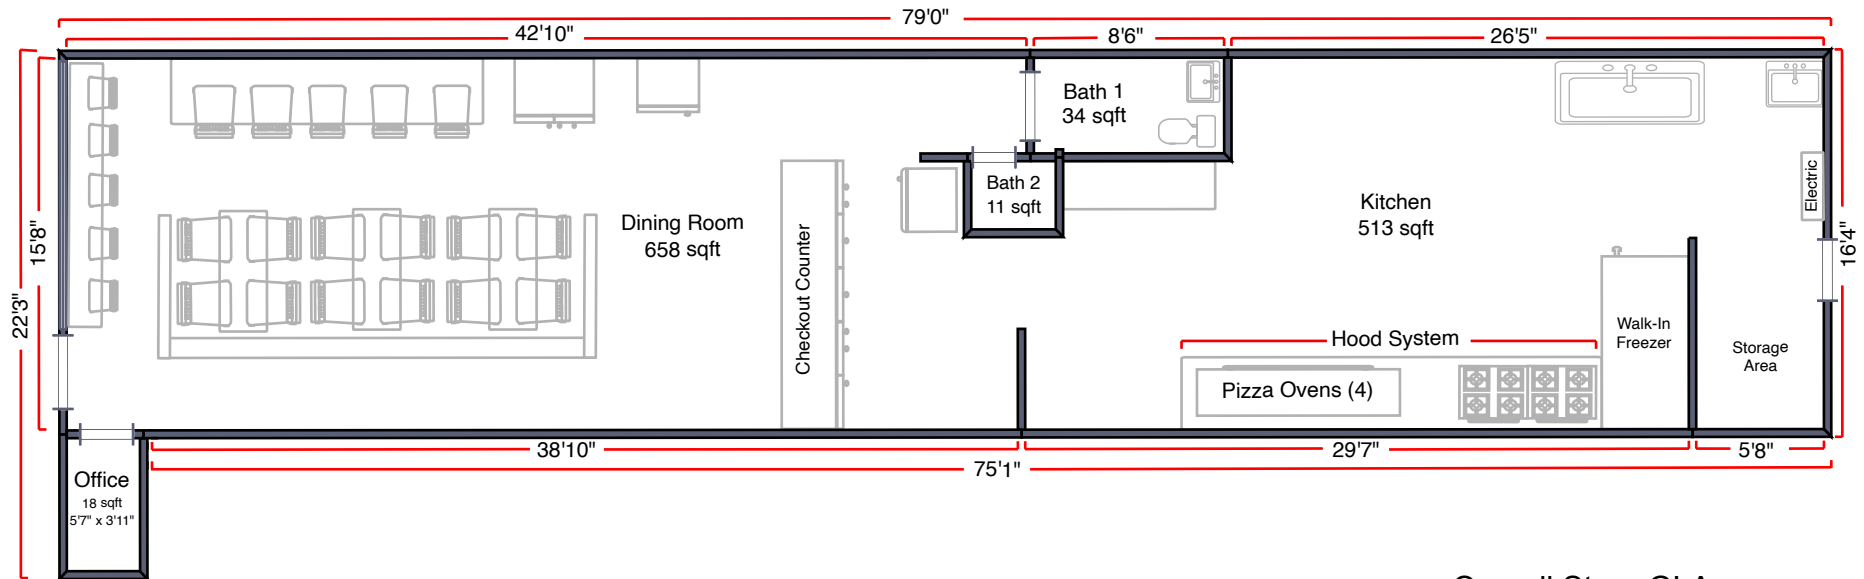 79'0"
42'10"
8'6"
26'5"
Bath 1
34 sqft
Bath 2
11 sqft
Dining Room
658 sqft
Kitchen
513 sqft
Electric
15'8"
22'3"
16'4"
Checkout Counter
Hood System
Pizza Ovens (4)
Walk-In
Freezer
Storage
Area
38'10"
29'7"
5'8"
75'1"
Office
18 sqft
5'7" x 3'11"